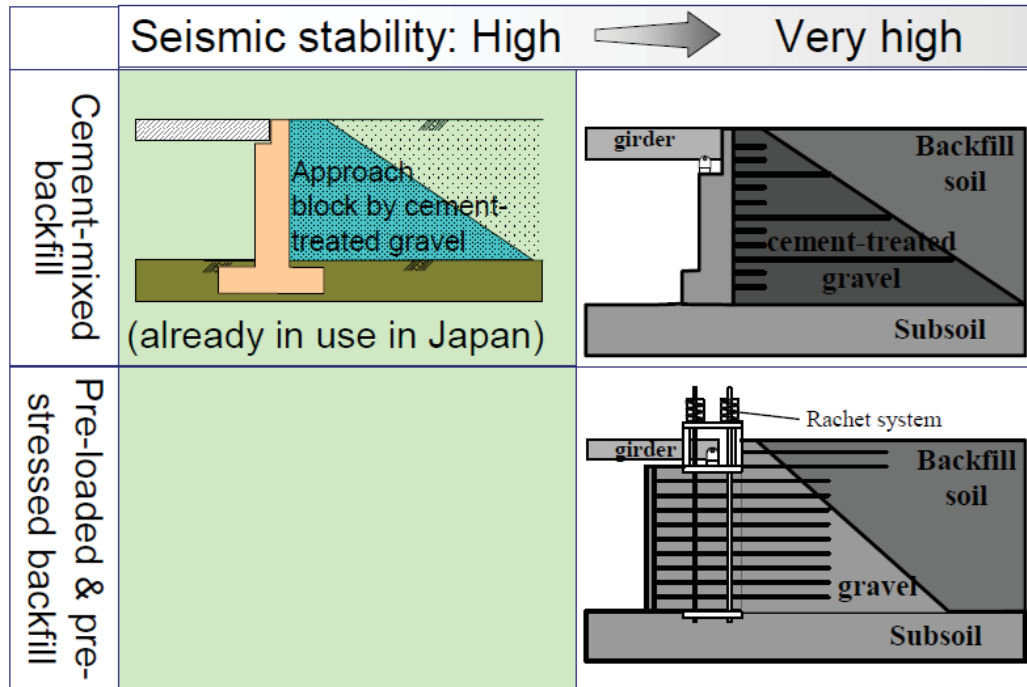 Seismic stability: High
Very high
Cement-mixed
backfill
Approach
block by cement-
treated gravel
(already in use in Japan)
girder
Backfill
soil
cement-treated
gravel
Subsoil
Pre-loaded & pre-
stressed backfill
Rachet system
girder
Backfill
soil
gravel
Subsoil